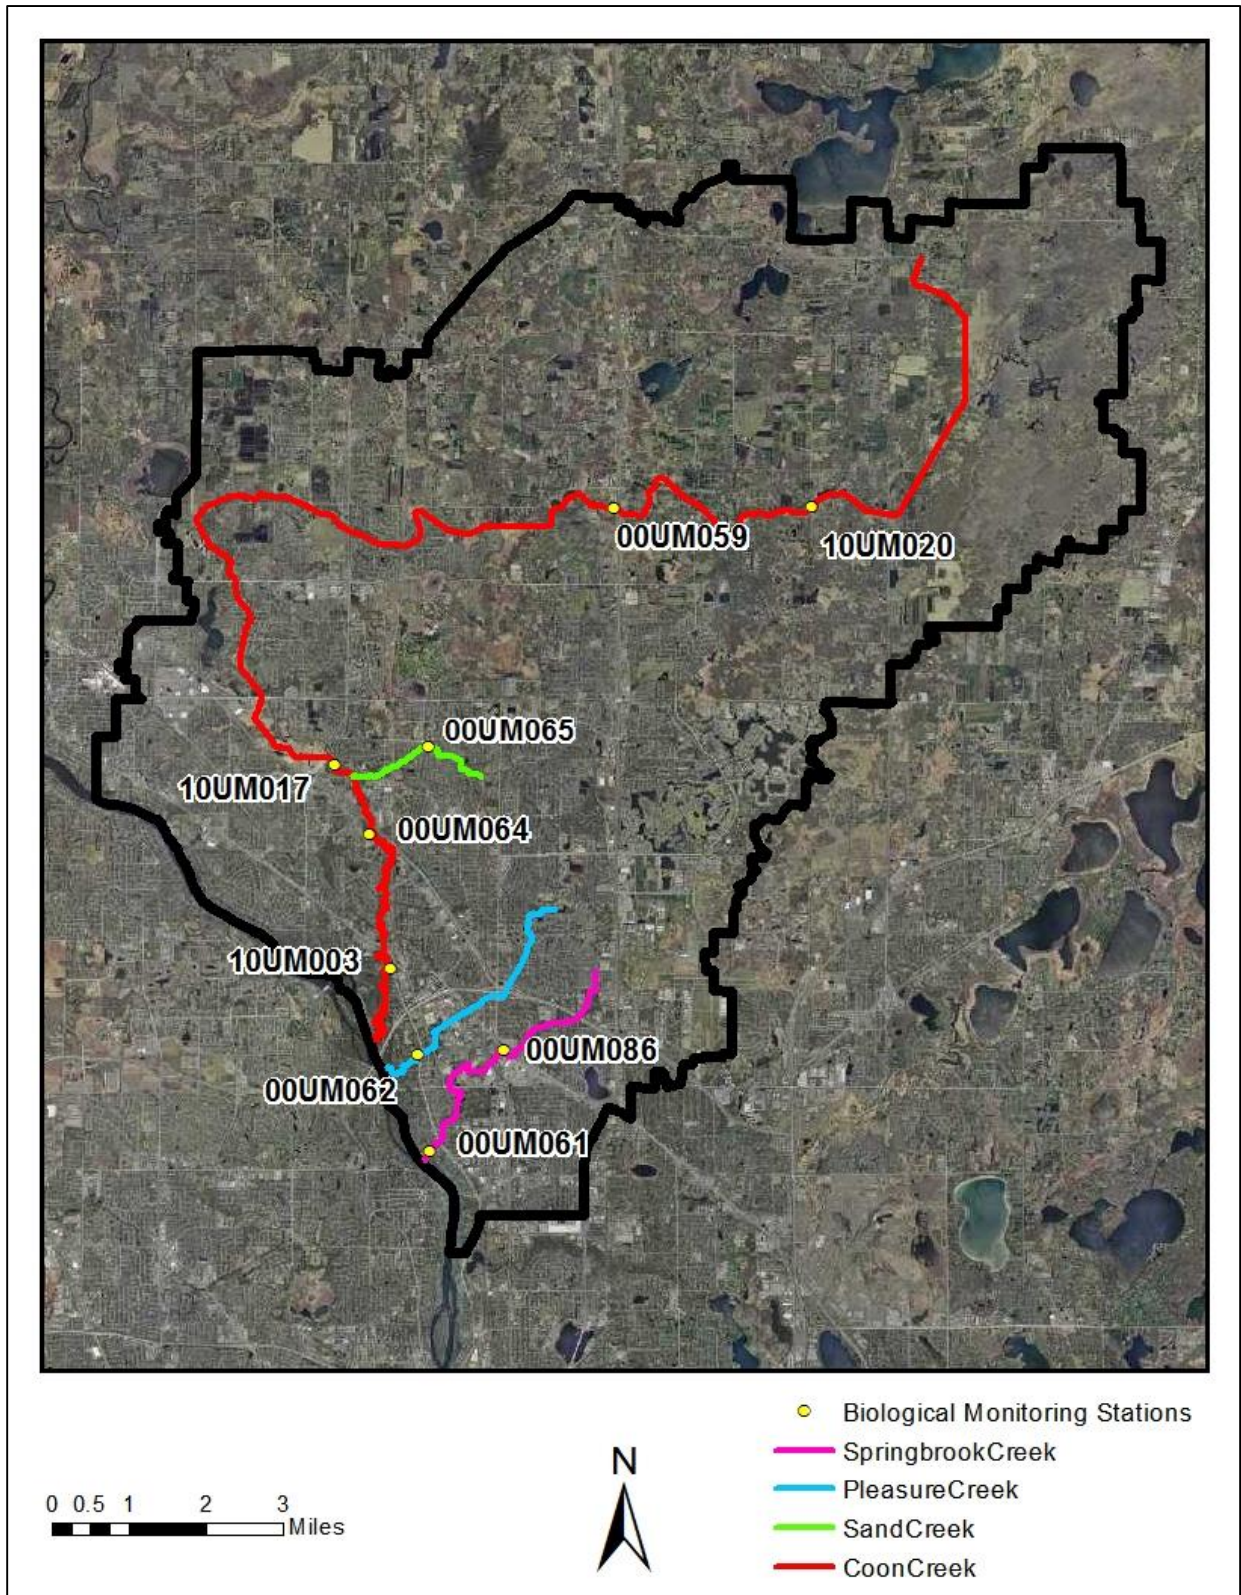 00UM059
10UM020
00UM065
10UM017
00UM064
10UM003
00UM086
00UM062
00UM061
Biological Monitoring Stations
SpringbrookCreek
PleasureCreek
SandCreek
CoonCreek
N
0 0.5 1 2 3
Miles